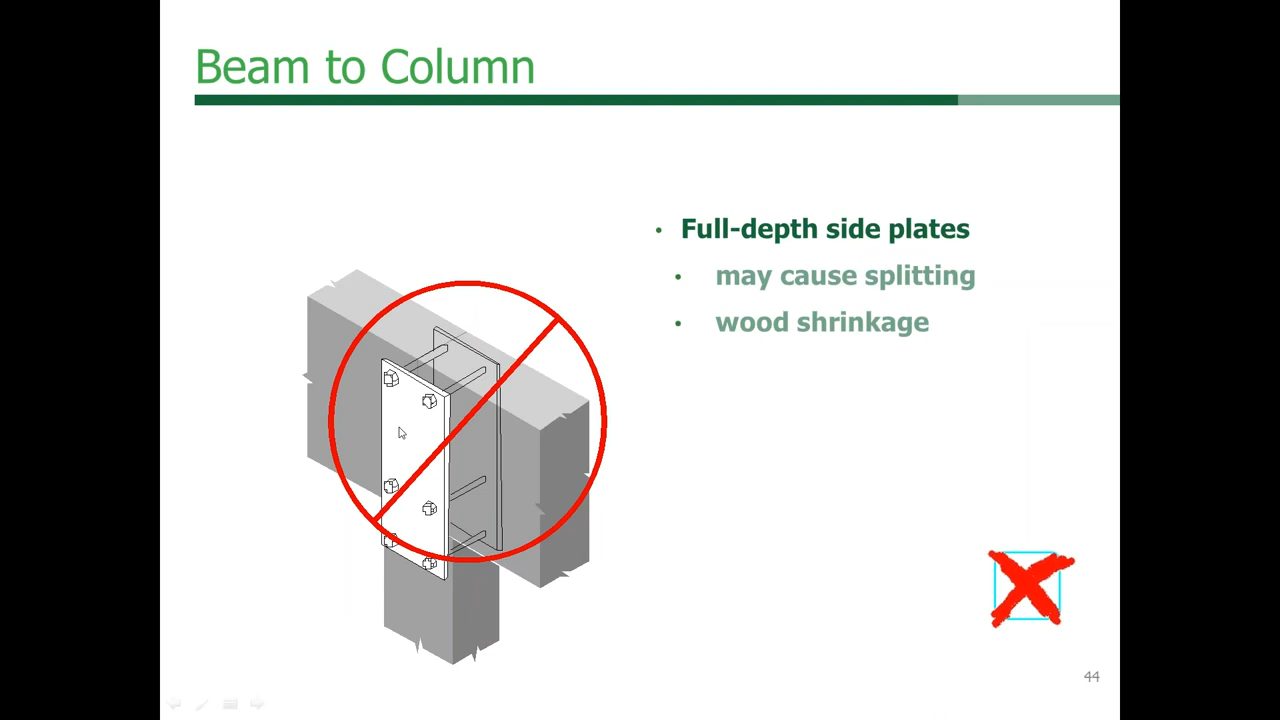 Beam to Column
• Full-depth side plates
• may cause splitting
• wood shrinkage
44